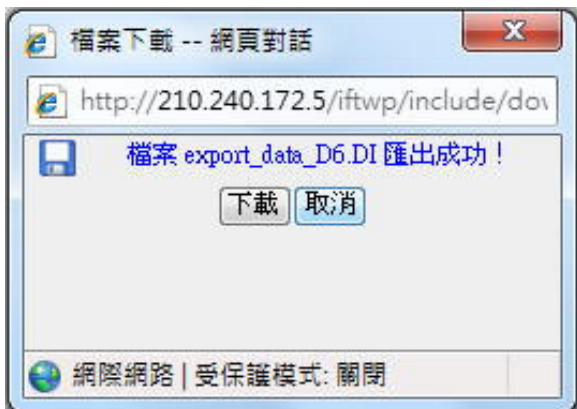 檔案下載 -- 網頁對話
http://210.240.172.5/iftwp/include/dov
檔案 export_data_D6.DI 匯出成功！
下載 取消
網際網路 | 受保護模式: 關閉